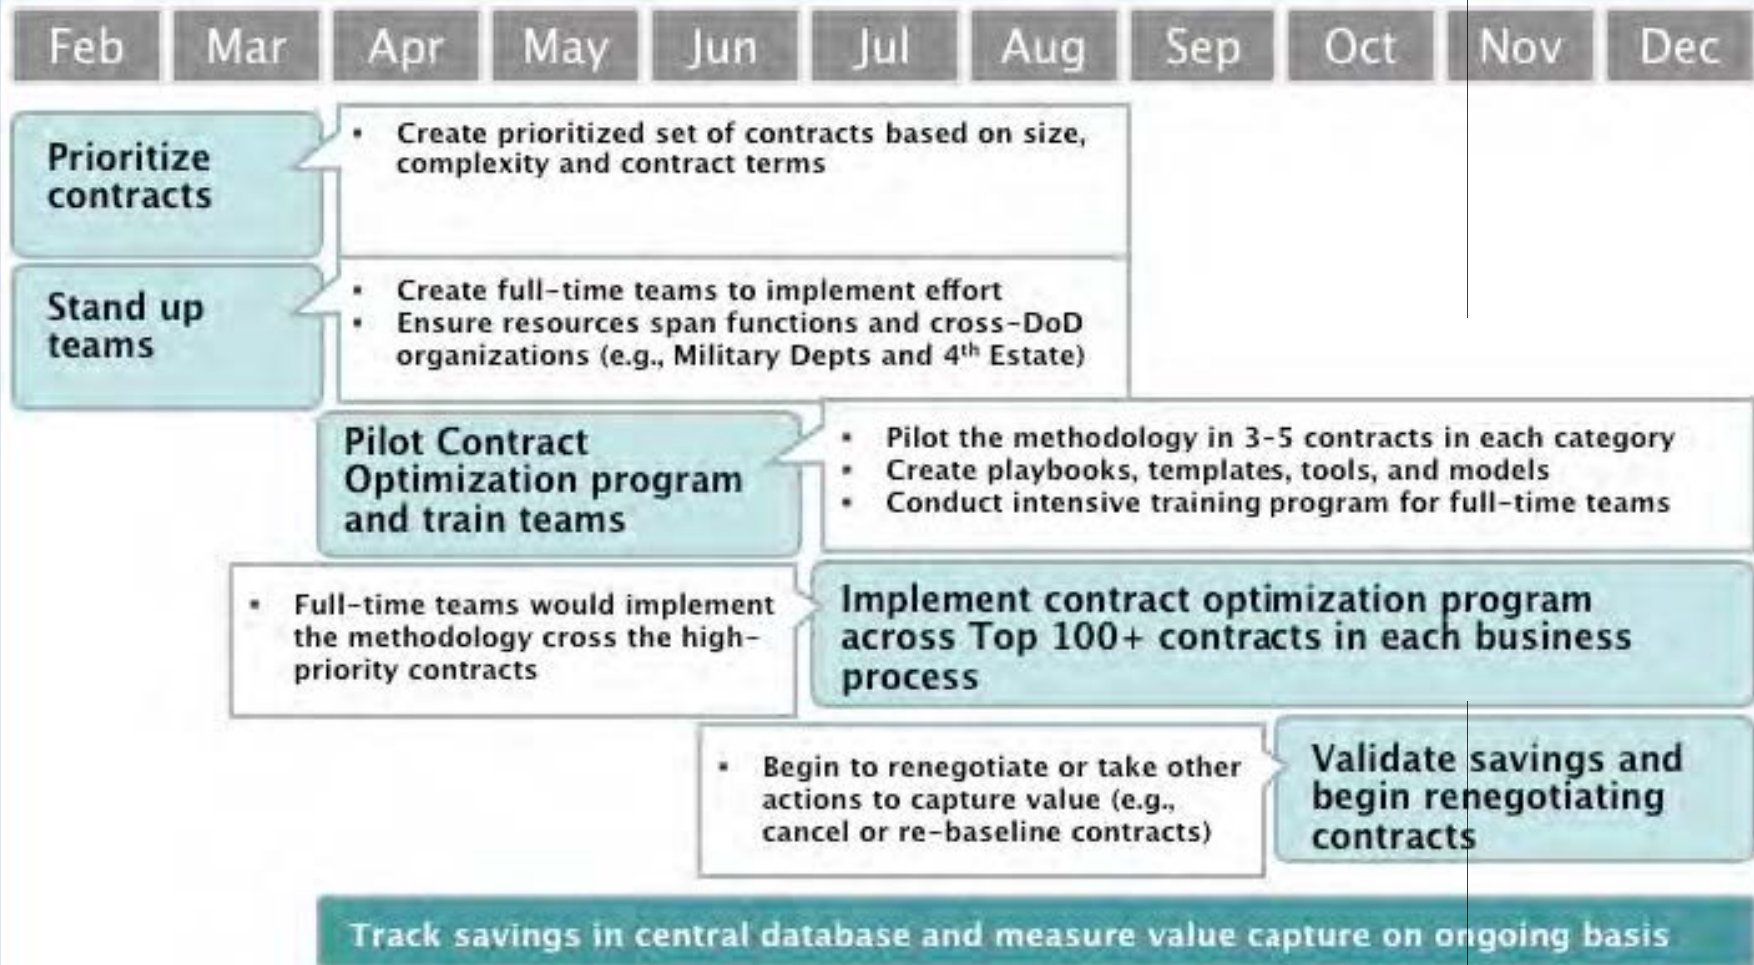 Feb Mar Apr May Jun Jul Aug Sep Oct Nov Dec
Prioritize
contracts
▪ Create prioritized set of contracts based on size,
complexity and contract terms
Stand up
teams
▪ Create full-time teams to implement effort
▪ Ensure resources span functions and cross-DoD
organizations (e.g., Military Depts and 4th Estate)
Pilot Contract
Optimization program
and train teams
▪ Pilot the methodology in 3-5 contracts in each category
▪ Create playbooks, templates, tools, and models
▪ Conduct intensive training program for full-time teams
▪ Full-time teams would implement
the methodology cross the high-
priority contracts
Implement contract optimization program
across Top 100+ contracts in each business
process
▪ Begin to renegotiate or take other
actions to capture value (e.g.,
cancel or re-baseline contracts)
Validate savings and
begin renegotiating
contracts
Track savings in central database and measure value capture on ongoing basis